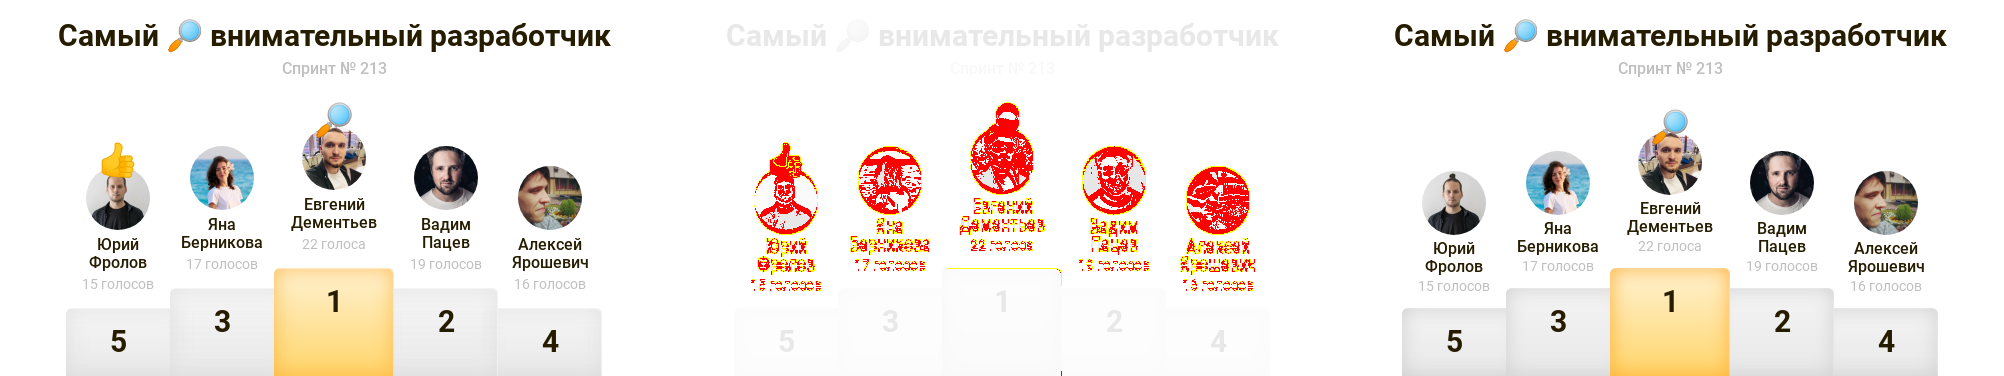 Самый 🔎 внимательный разработчик
Спринт № 213
Евгений
Дементьев
22 голоса
Яна
Берникова
17 голосов
Вадим
Пацев
19 голосов
Юрий
Фролов
15 голосов
Алексей
Ярошевич
16 голосов
5
3
1
2
4
Самый 🔎 внимательный разработчик
Спринт № 213
Евгений
Дементьев
22 голоса
Яна
Берникова
17 голосов
Вадим
Пацев
19 голосов
Юрий
Фролов
15 голосов
Алексей
Ярошевич
16 голосов
5
3
1
2
4
Самый 🔎 внимательный разработчик
Спринт № 213
Евгений
Дементьев
22 голоса
Яна
Берникова
17 голосов
Вадим
Пацев
19 голосов
Юрий
Фролов
15 голосов
Алексей
Ярошевич
16 голосов
5
3
1
2
4